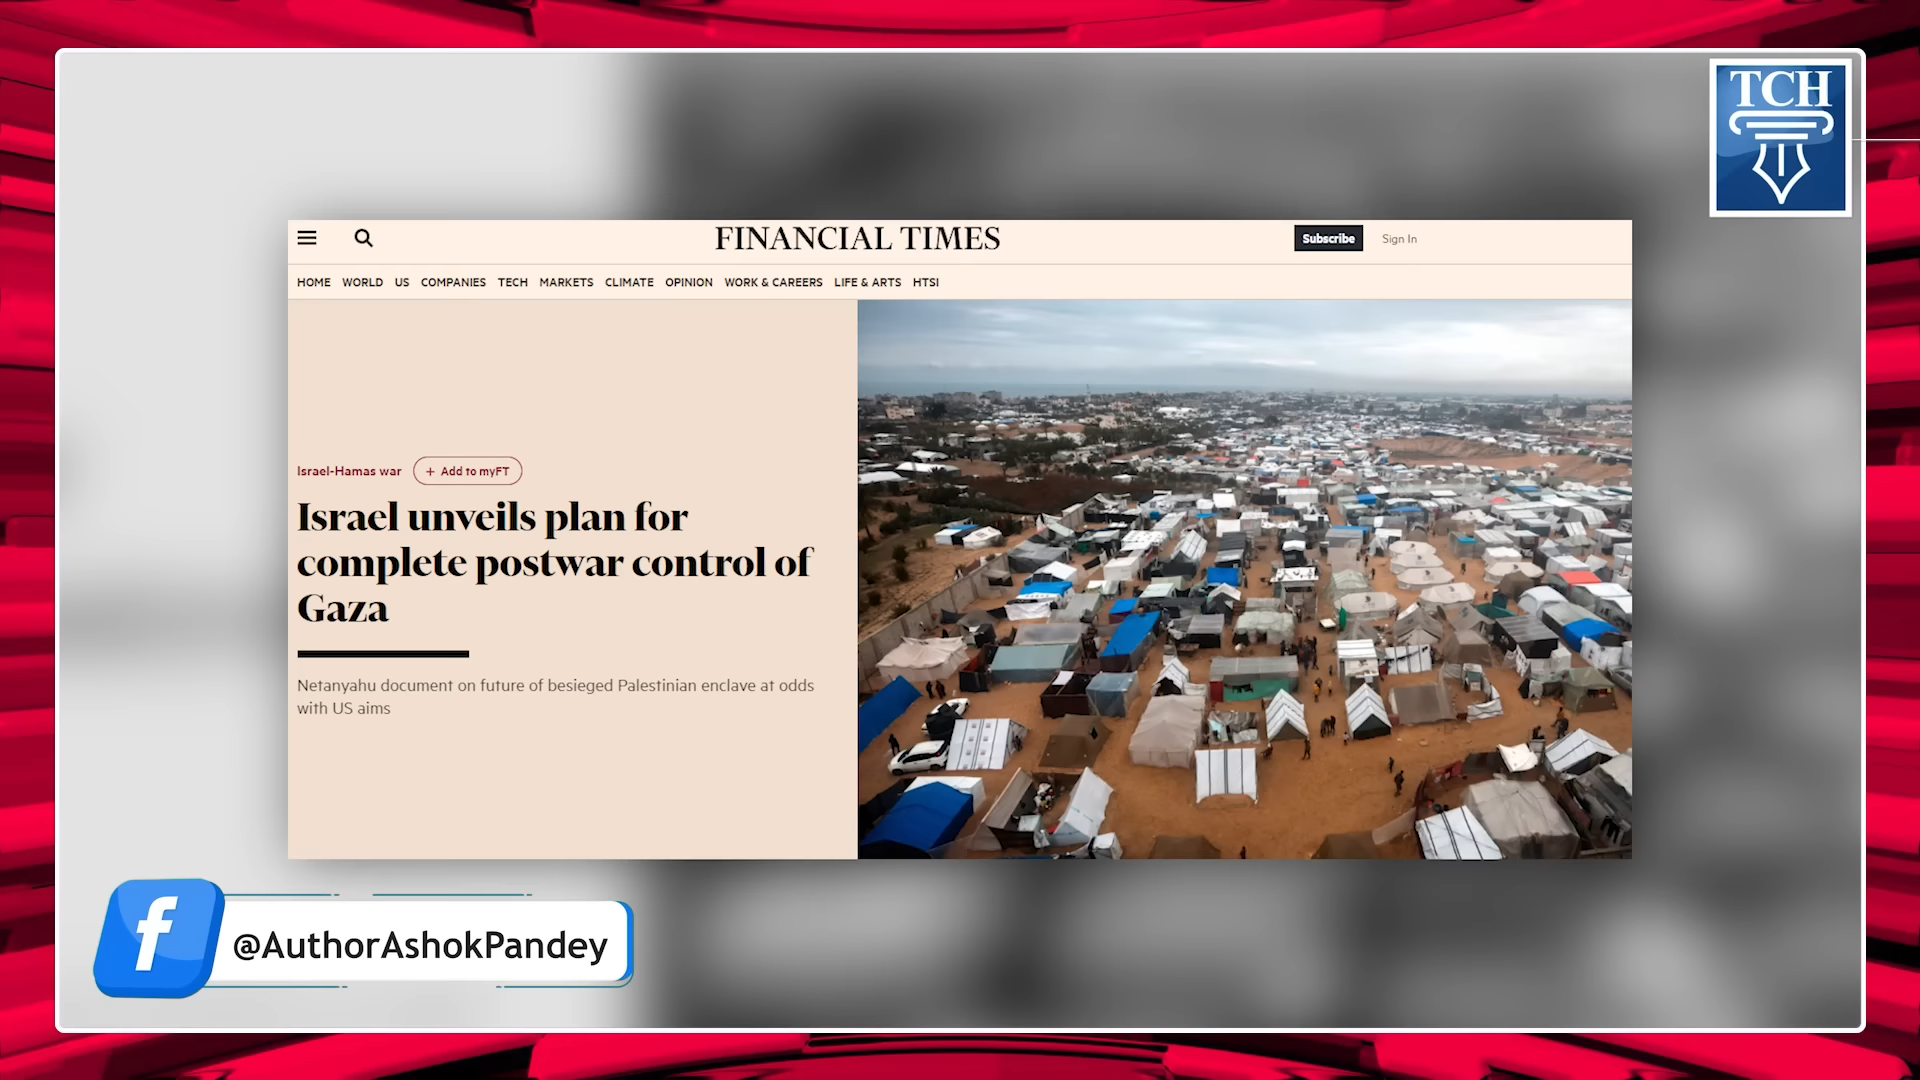 TCH
FINANCIAL TIMES
Subscribe
Sign In
HOME WORLD US COMPANIES TECH MARKETS CLIMATE OPINION WORK & CAREERS LIFE & ARTS HTSI
Israel-Hamas war
+ Add to myFT
Israel unveils plan for
complete postwar control of
Gaza
Netanyahu document on future of besieged Palestinian enclave at odds
with US aims
f
@AuthorAshokPandey